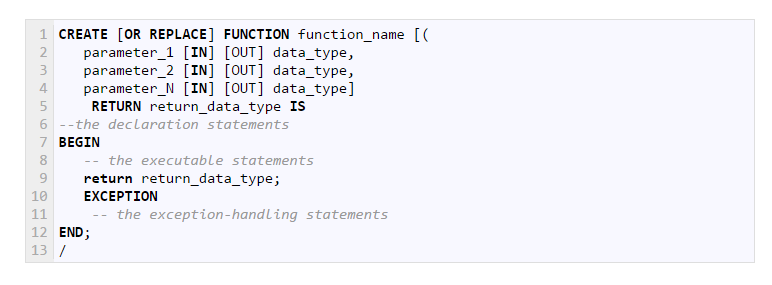 1 CREATE [OR REPLACE] FUNCTION function_name [(
2 parameter_1 [IN] [OUT] data_type,
3 parameter_2 [IN] [OUT] data_type,
4 parameter_N [IN] [OUT] data_type]
5 RETURN return_data_type IS
6 --the declaration statements
7 BEGIN
8 -- the executable statements
9 return return_data_type;
10 EXCEPTION
11 -- the exception-handling statements
12 END;
13 /